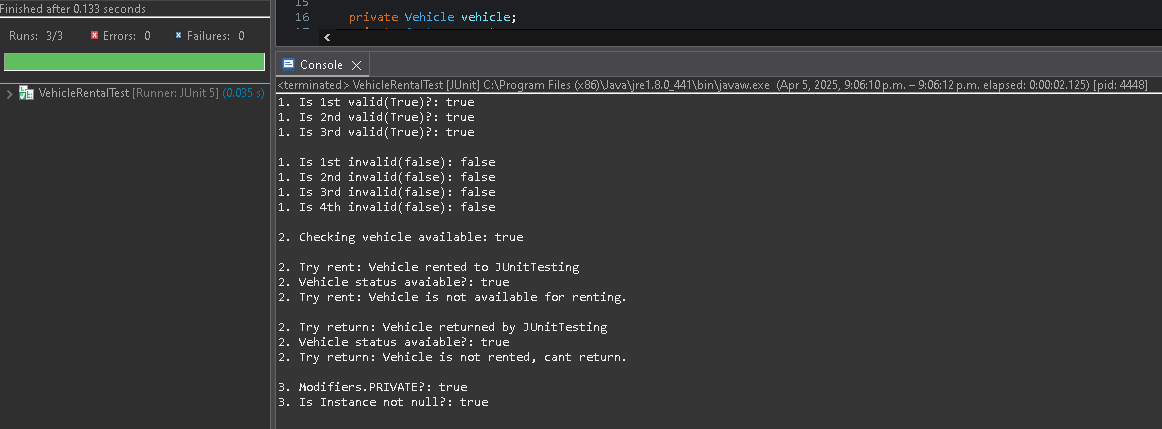 Finished after 0.133 seconds
Runs: 3/3 Errors: 0 Failures: 0
VehicleRentalTest [Runner: JUnit 5] (0.035 s)
15
16 private Vehicle vehicle;
Console
<terminated> VehicleRentalTest [JUnit] C:\Program Files (x86)\Java\jre1.8.0_441\bin\javaw.exe (Apr 5, 2025, 9:06:10 p.m. – 9:06:12 p.m. elapsed: 0:00:02.125) [pid: 4448]
1. Is 1st valid(True)?: true
1. Is 2nd valid(True)?: true
1. Is 3rd valid(True)?: true
1. Is 1st invalid(false): false
1. Is 2nd invalid(false): false
1. Is 3rd invalid(false): false
1. Is 4th invalid(false): false
2. Checking vehicle available: true
2. Try rent: Vehicle rented to JUnitTesting
2. Vehicle status avaiable?: true
2. Try rent: Vehicle is not available for renting.
2. Try return: Vehicle returned by JUnitTesting
2. Vehicle status avaiable?: true
2. Try return: Vehicle is not rented, cant return.
3. Modifiers.PRIVATE?: true
3. Is Instance not null?: true